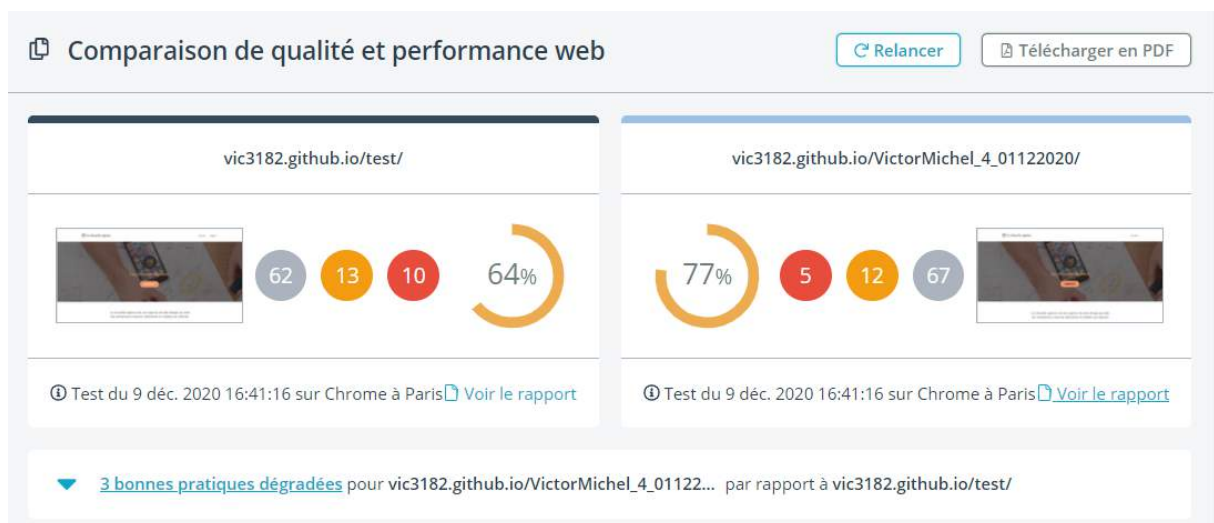 Comparaison de qualité et performance web
Relancer
Télécharger en PDF
vic3182.github.io/test/
vic3182.github.io/VictorMichel_4_01122020/
62 13 10 64%
77% 5 12 67
Test du 9 déc. 2020 16:41:16 sur Chrome à Paris Voir le rapport
Test du 9 déc. 2020 16:41:16 sur Chrome à Paris Voir le rapport
3 bonnes pratiques dégradées pour vic3182.github.io/VictorMichel_4_01122... par rapport à vic3182.github.io/test/